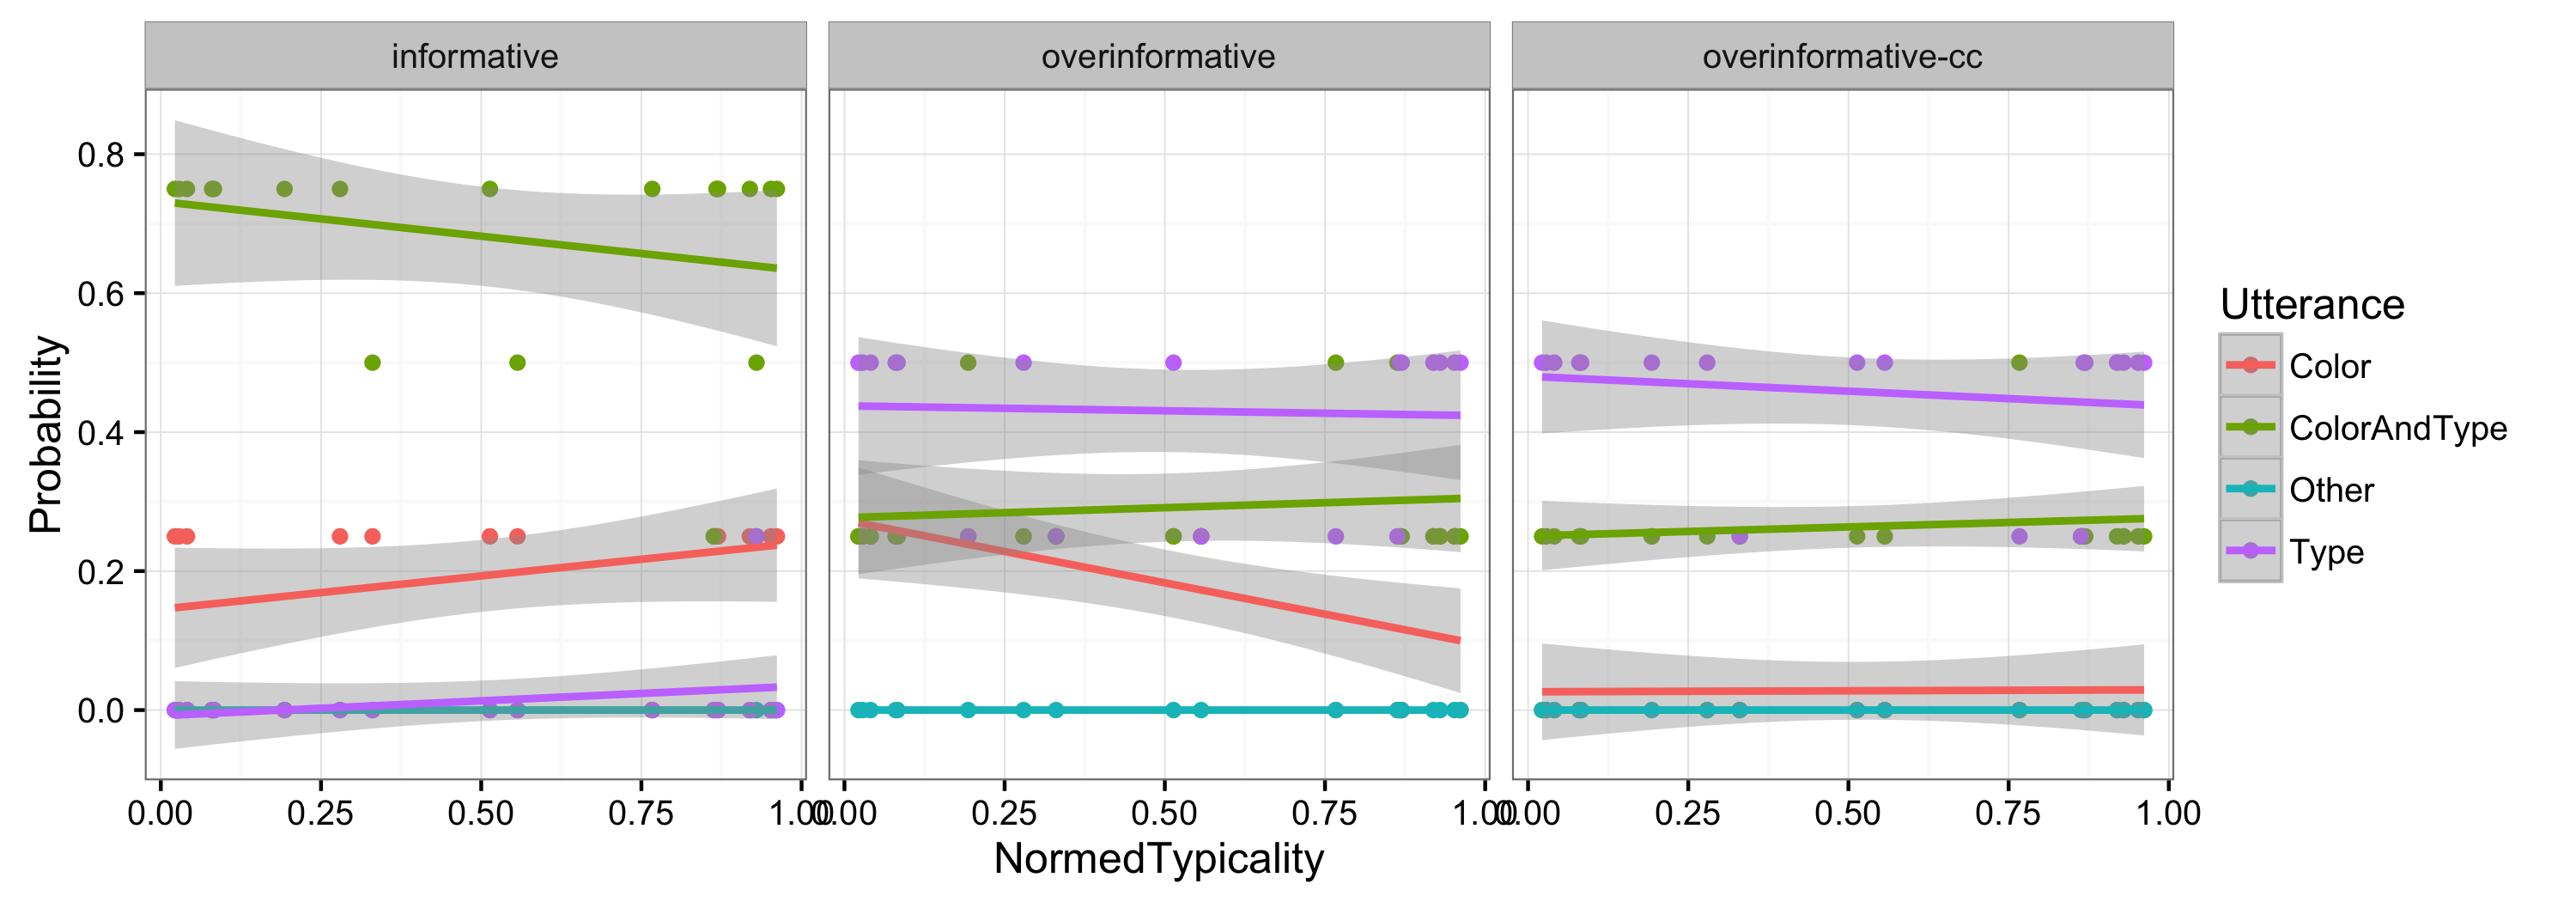 informative
overinformative
overinformative-cc
Probability
0.8
0.6
0.4
0.2
0.0
0.00 0.25 0.50 0.75 1.00
0.00 0.25 0.50 0.75 1.00
0.00 0.25 0.50 0.75 1.00
NormedTypicality
Utterance
Color
ColorAndType
Other
Type